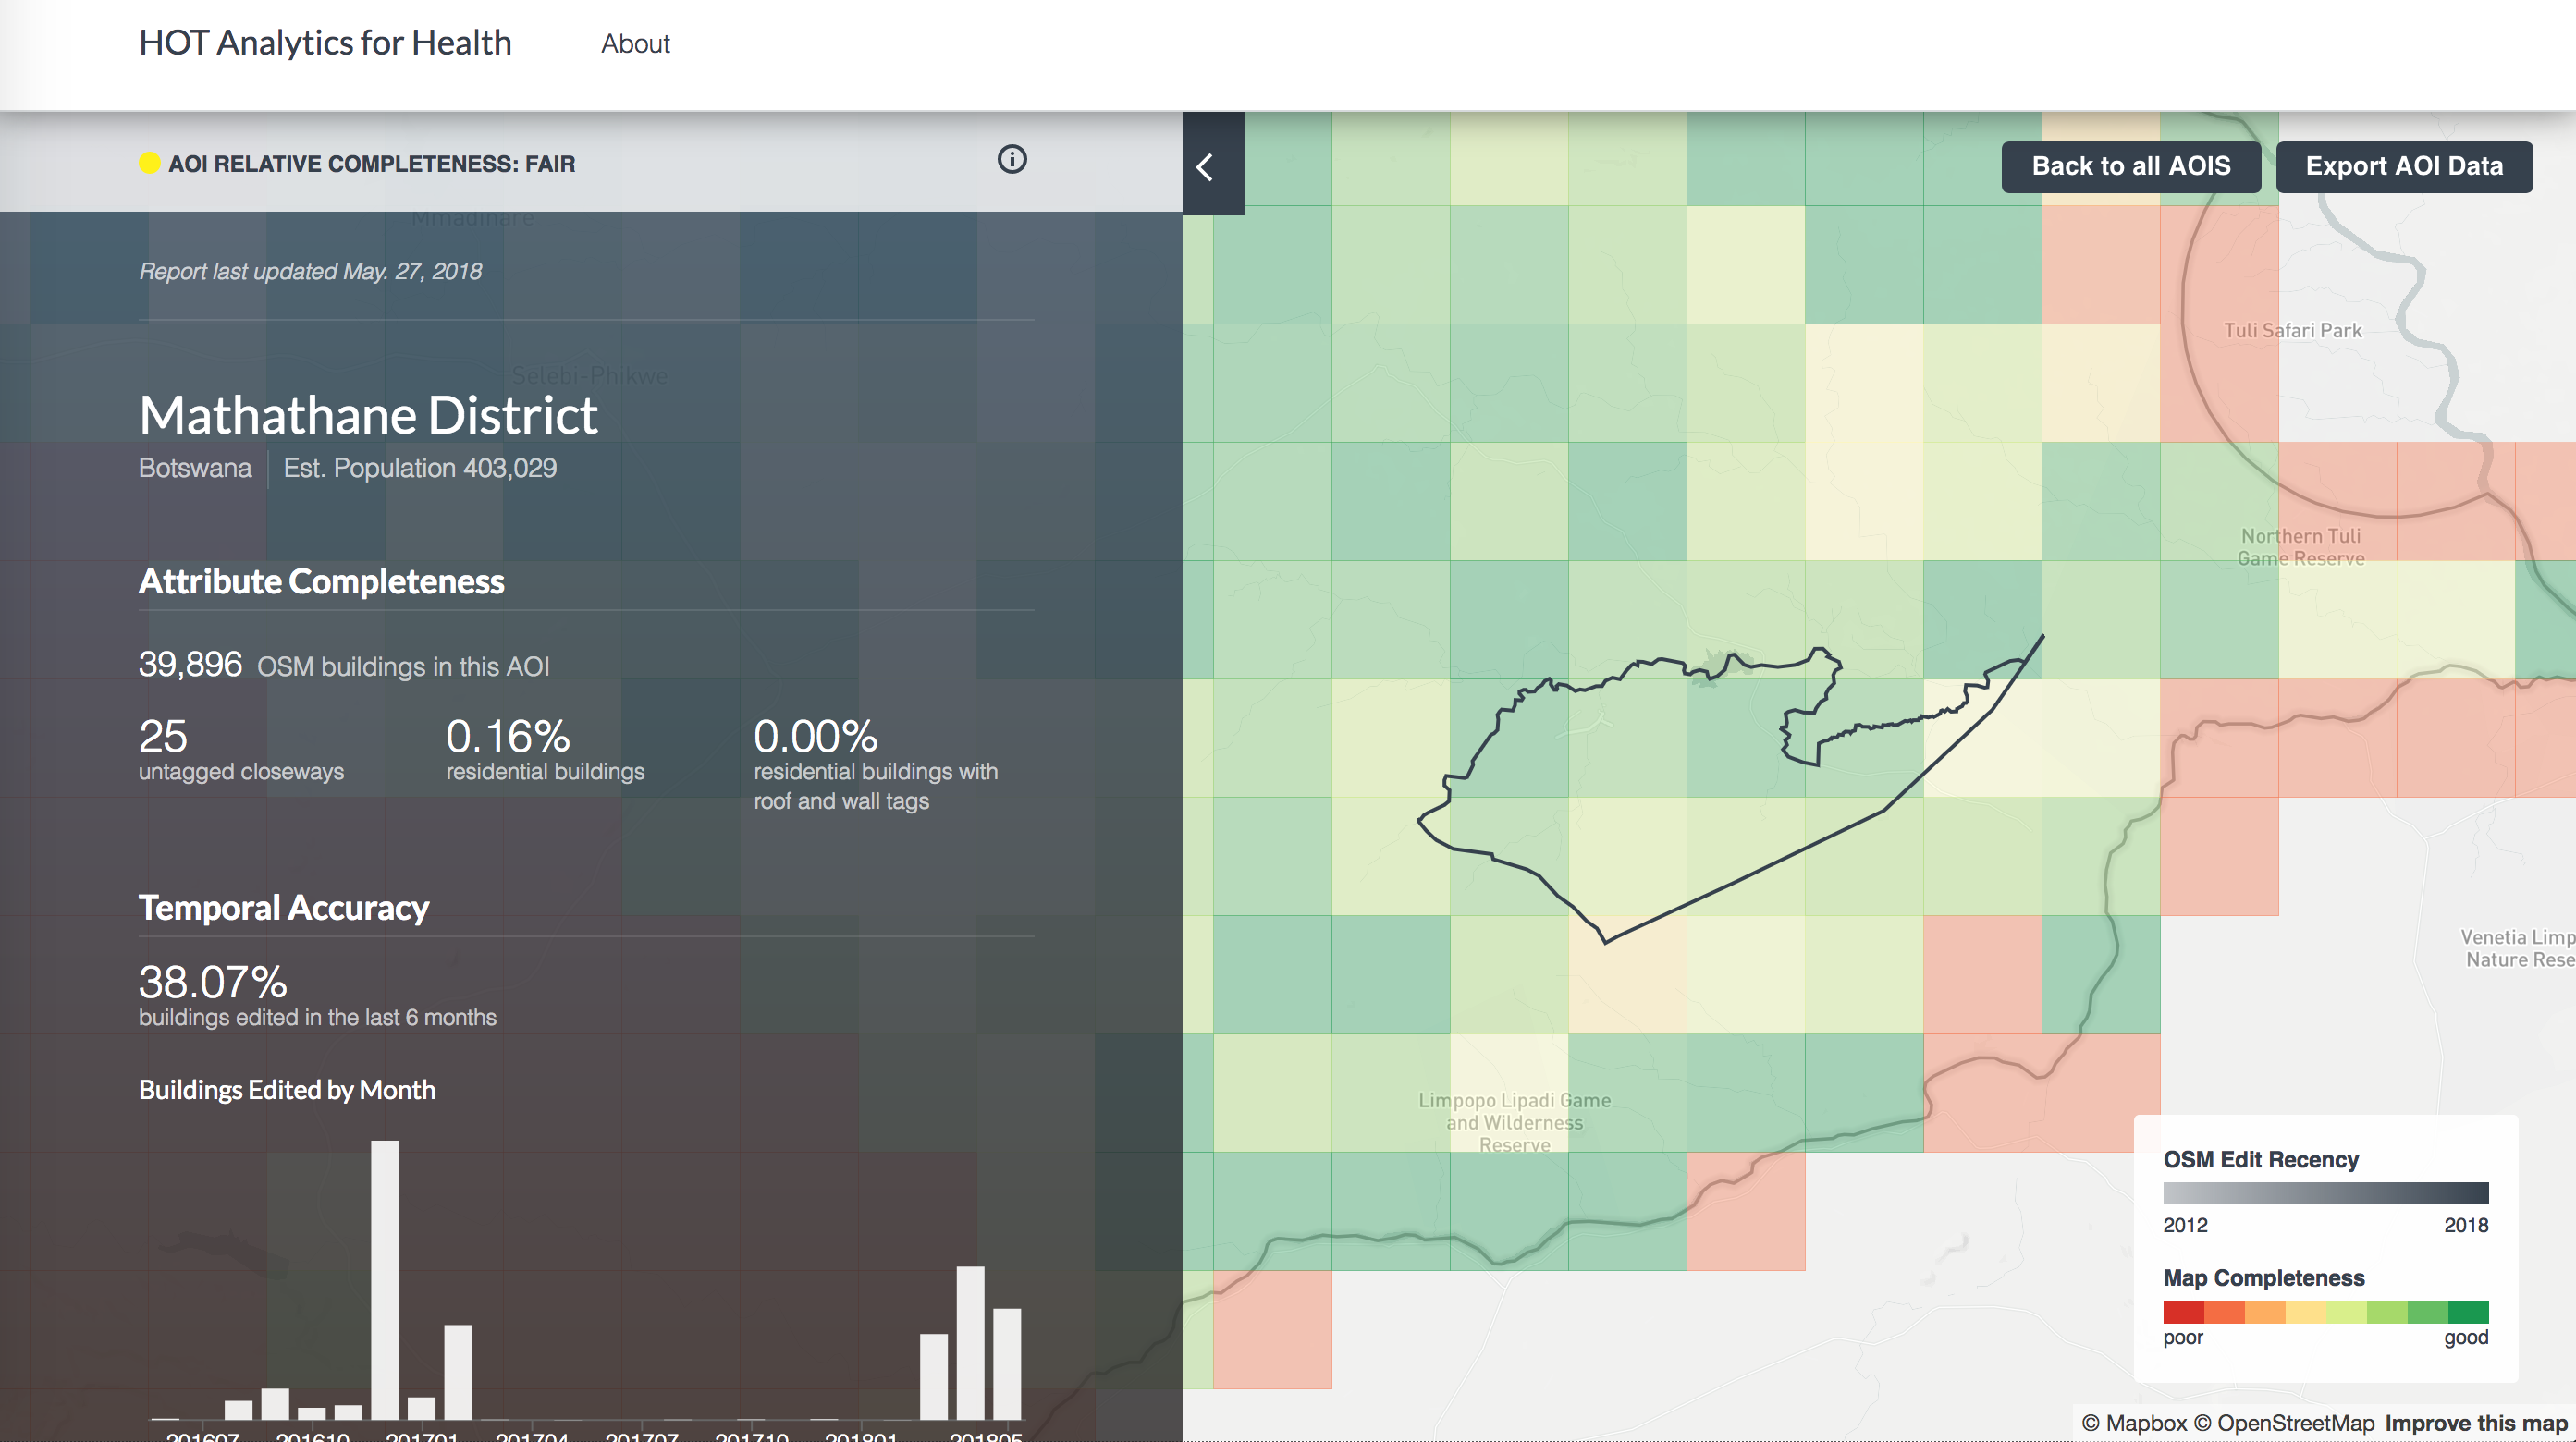 HOT Analytics for Health
About
AOI RELATIVE COMPLETENESS: FAIR
Back to all AOIS
Export AOI Data
Mmadinare
Report last updated May. 27, 2018
Selebi-Phikwe
Mathathane District
Botswana
Est. Population 403,029
Attribute Completeness
39,896 OSM buildings in this AOI
25
untagged closeways
0.16%
residential buildings
0.00%
residential buildings with
roof and wall tags
Temporal Accuracy
38.07%
buildings edited in the last 6 months
Buildings Edited by Month
201607 201610 201701 201704 201707 201710 201801 201805
Tuli Safari Park
Northern Tuli
Game Reserve
Venetia Limp
Nature Rese
Limpopo Lipadi Game
and Wilderness
Reserve
OSM Edit Recency
2012 2018
Map Completeness
poor good
© Mapbox © OpenStreetMap Improve this map